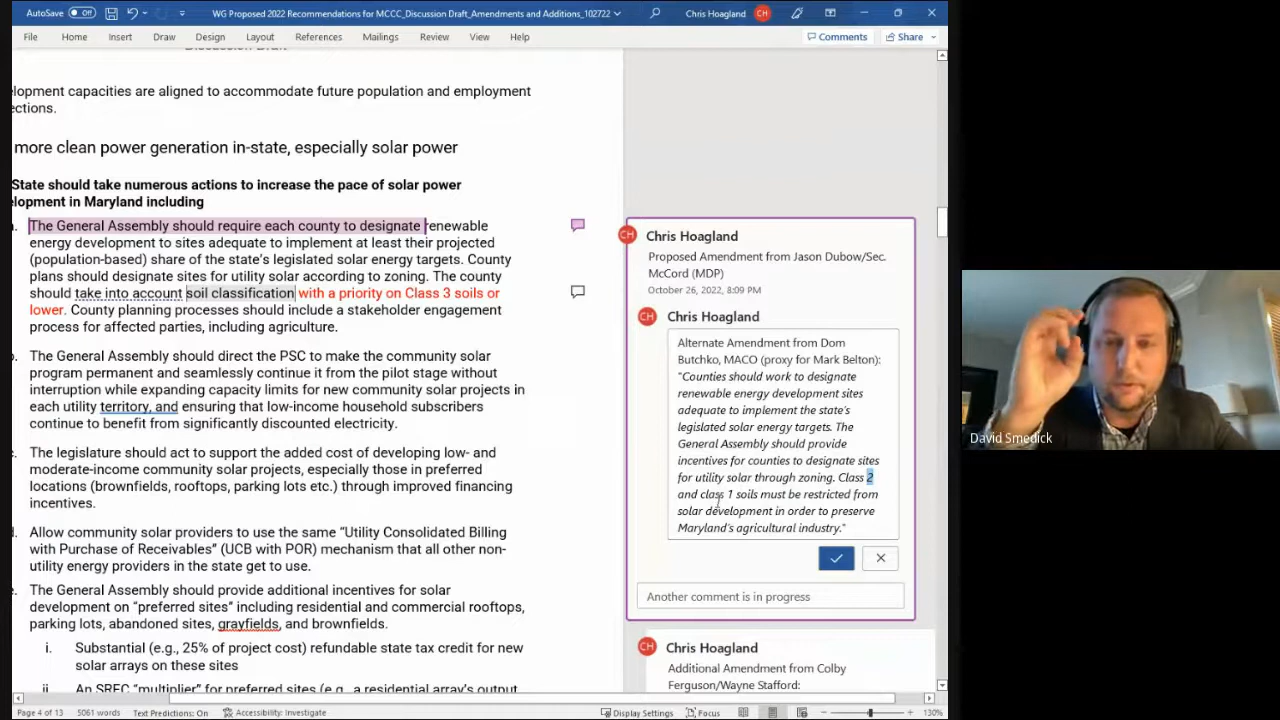 AutoSave Off WG Proposed 2022 Recommendations for MCCC_Discussion Draft_Amendments and Additions_102722 Chris Hoagland CH
File Home Insert Draw Design Layout References Mailings Review View Help Comments Share
Discussion Draft
elopment capacities are aligned to accommodate future population and employment
ections.
more clean power generation in-state, especially solar power
State should take numerous actions to increase the pace of solar power
elopment in Maryland including
The General Assembly should require each county to designate renewable
energy development to sites adequate to implement at least their projected
(population-based) share of the state's legislated solar energy targets. County
plans should designate sites for utility solar according to zoning. The county
should take into account soil classification with a priority on Class 3 soils or
lower. County planning processes should include a stakeholder engagement
process for affected parties, including agriculture.
The General Assembly should direct the PSC to make the community solar
program permanent and seamlessly continue it from the pilot stage without
interruption while expanding capacity limits for new community solar projects in
each utility territory, and ensuring that low-income household subscribers
continue to benefit from significantly discounted electricity.
The legislature should act to support the added cost of developing low- and
moderate-income community solar projects, especially those in preferred
locations (brownfields, rooftops, parking lots etc.) through improved financing
incentives.
Allow community solar providers to use the same “Utility Consolidated Billing
with Purchase of Receivables” (UCB with POR) mechanism that all other non-
utility energy providers in the state get to use.
The General Assembly should provide additional incentives for solar
development on “preferred sites” including residential and commercial rooftops,
parking lots, abandoned sites, grayfields, and brownfields.
i. Substantial (e.g., 25% of project cost) refundable state tax credit for new
solar arrays on these sites
ii. An SREC “multiplier” for preferred sites (e.g., a residential array's output
CH Chris Hoagland
Proposed Amendment from Jason Dubow/Sec.
McCord (MDP)
October 26, 2022, 8:09 PM
CH Chris Hoagland
Alternate Amendment from Dom
Butchko, MACO (proxy for Mark Belton):
"Counties should work to designate
renewable energy development sites
adequate to implement the state's
legislated solar energy targets. The
General Assembly should provide
incentives for counties to designate sites
for utility solar through zoning. Class 2
and class 1 soils must be restricted from
solar development in order to preserve
Maryland's agricultural industry."
Another comment is in progress
CH Chris Hoagland
Additional Amendment from Colby
Ferguson/Wayne Stafford:
David Smedick
Page 4 of 13 5061 words Text Predictions: On Accessibility: Investigate Display Settings Focus 130%